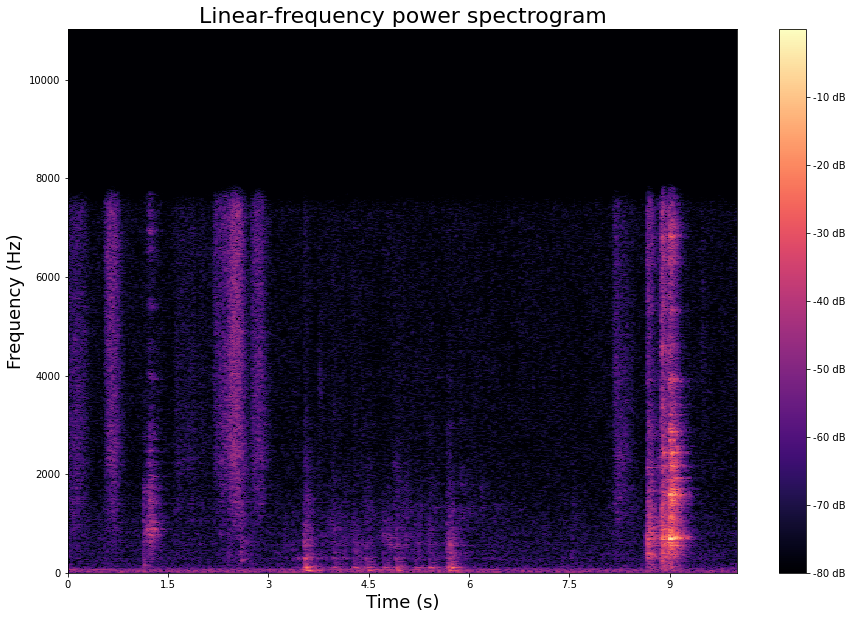 Linear-frequency power spectrogram
Frequency (Hz)
10000
8000
6000
4000
2000
0
0 1.5 3 4.5 6 7.5 9
Time (s)
-10 dB
-20 dB
-30 dB
-40 dB
-50 dB
-60 dB
-70 dB
-80 dB